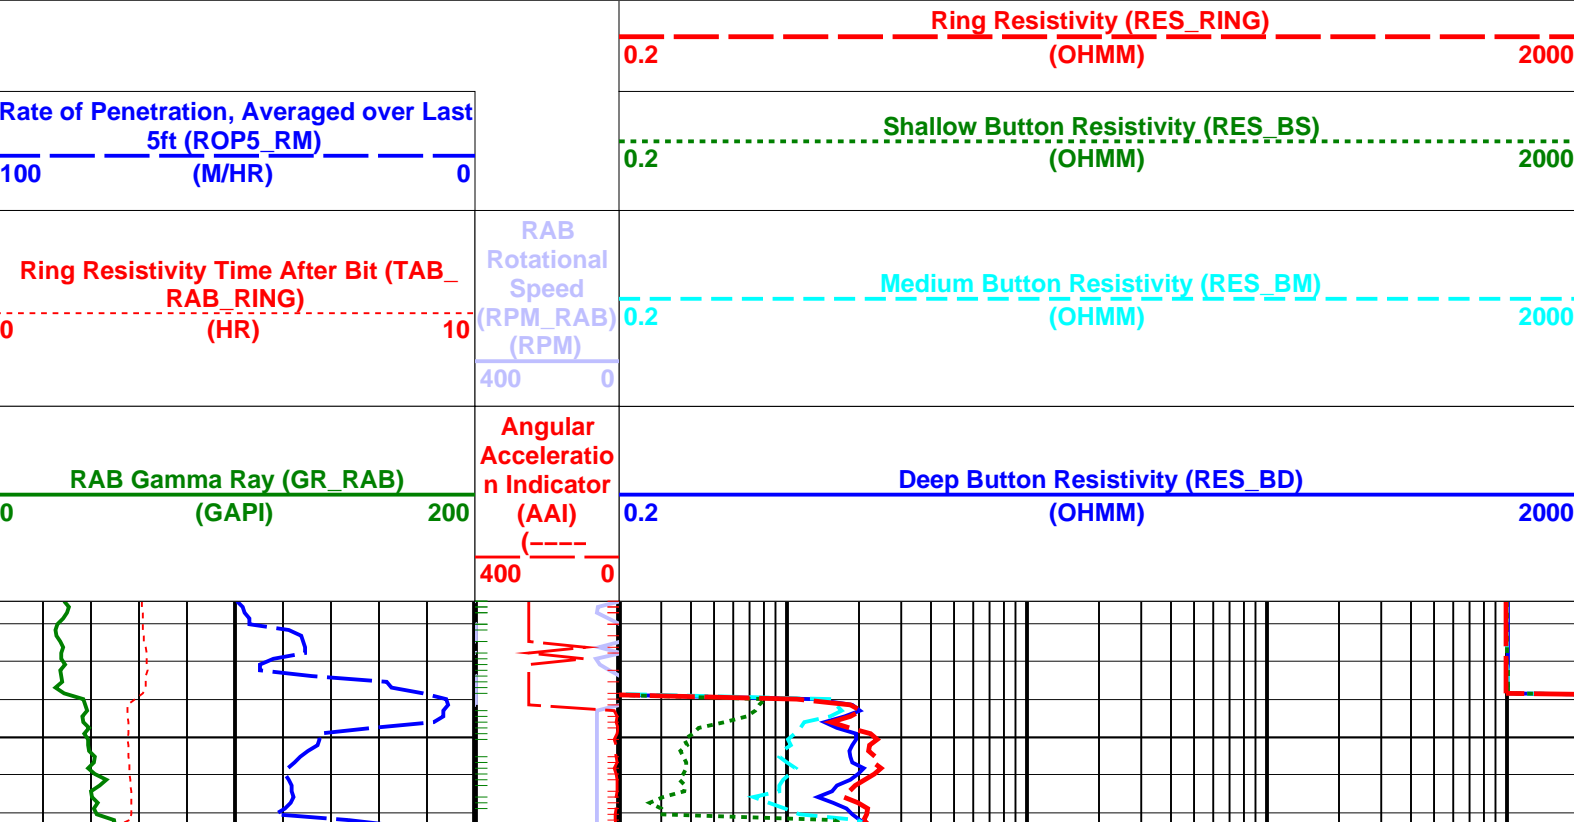 Ring Resistivity (RES_RING)
0.2 (OHMM) 2000
Rate of Penetration, Averaged over Last
5ft (ROP5_RM)
100 (M/HR) 0
Shallow Button Resistivity (RES_BS)
0.2 (OHMM) 2000
Ring Resistivity Time After Bit (TAB_
RAB_RING)
0 (HR) 10
RAB
Rotational
Speed
(RPM_RAB)
(RPM)
400 0
Medium Button Resistivity (RES_BM)
0.2 (OHMM) 2000
RAB Gamma Ray (GR_RAB)
0 (GAPI) 200
Angular
Acceleratio
n Indicator
(AAI)
(----
400 0
Deep Button Resistivity (RES_BD)
0.2 (OHMM) 2000